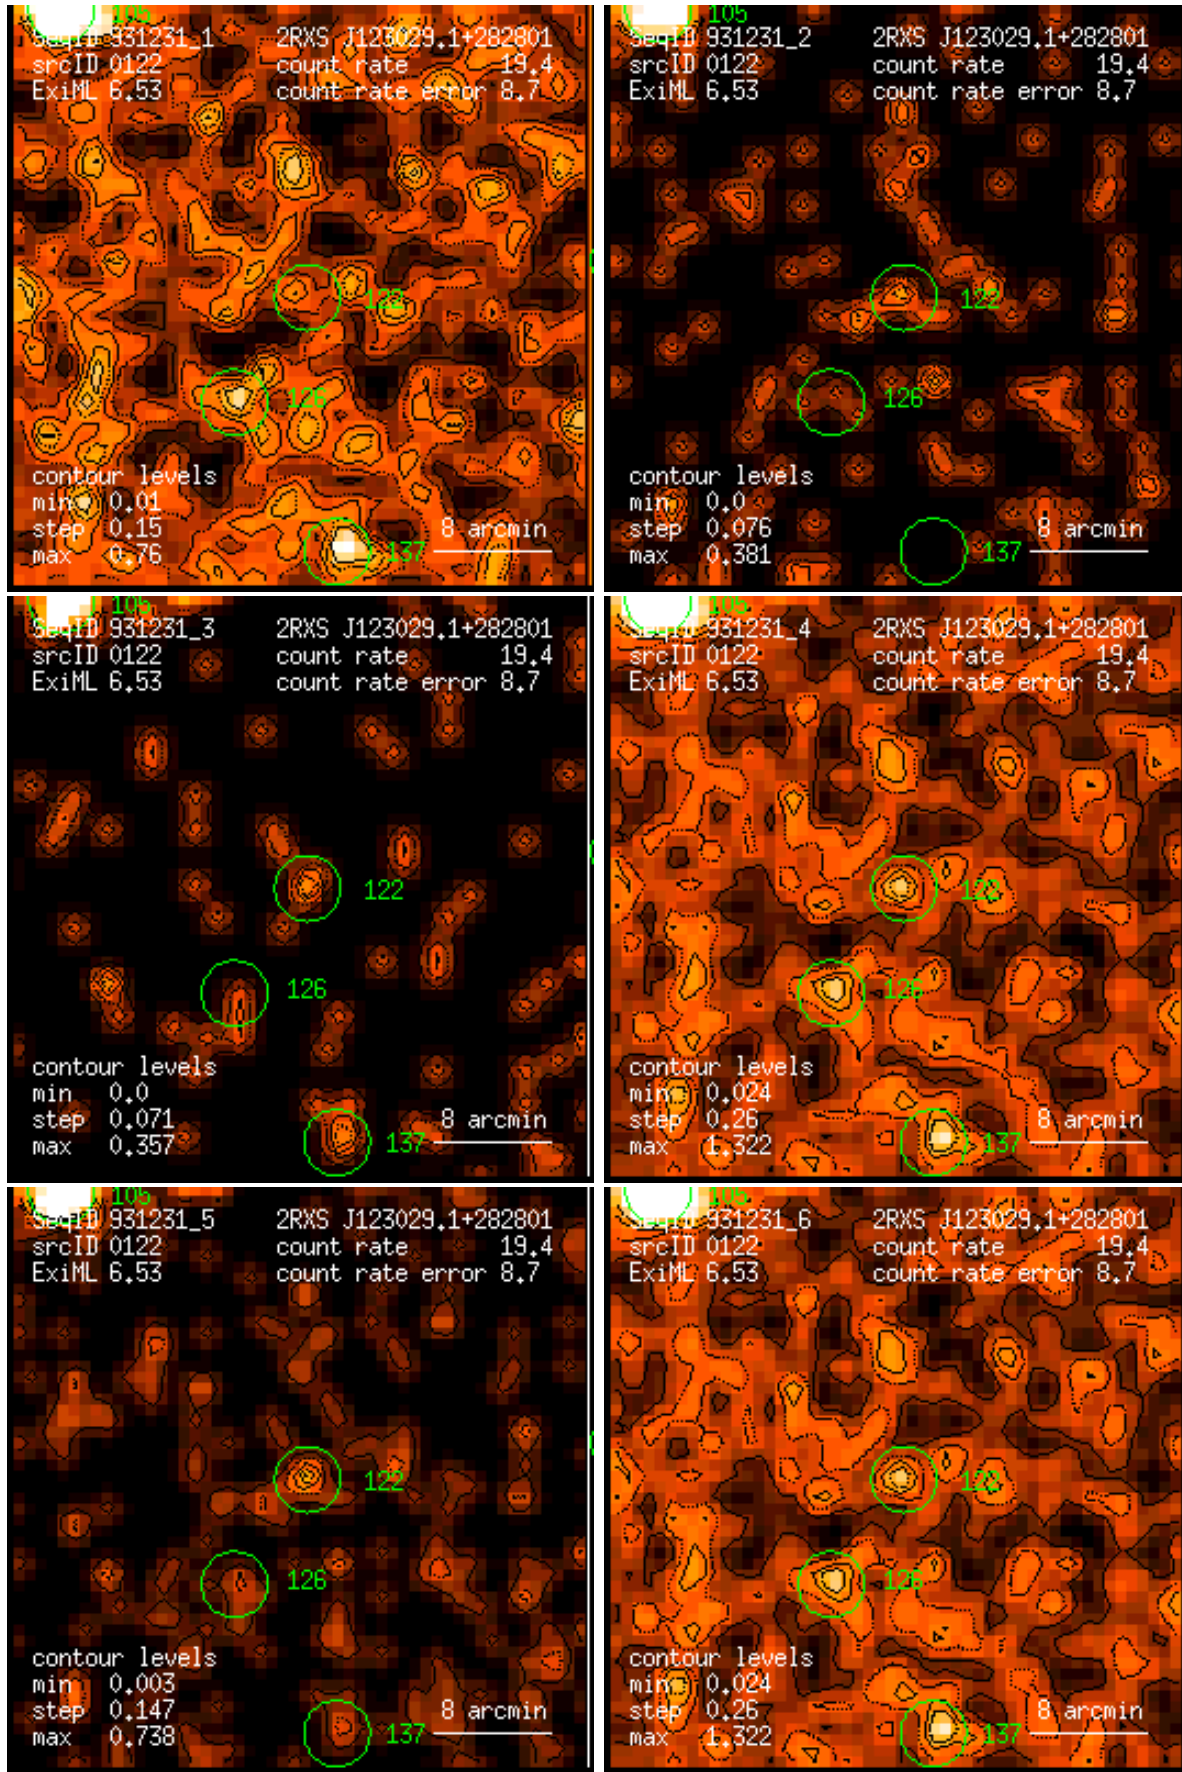 105
SeqID 931231_1 2RXS J123029.1+282801
srcID 0122 count rate 19.4
ExiML 6.53 count rate error 8.7
122
126
contour levels
min 0.01
step 0.15 8 arcmin
max 0.76 137
105
SeqID 931231_2 2RXS J123029.1+282801
srcID 0122 count rate 19.4
ExiML 6.53 count rate error 8.7
122
126
contour levels
min 0.0
step 0.076 8 arcmin
max 0.381 137
105
SeqID 931231_3 2RXS J123029.1+282801
srcID 0122 count rate 19.4
ExiML 6.53 count rate error 8.7
122
126
contour levels
min 0.0
step 0.071 8 arcmin
max 0.357 137
105
SeqID 931231_4 2RXS J123029.1+282801
srcID 0122 count rate 19.4
ExiML 6.53 count rate error 8.7
122
126
contour levels
min 0.024
step 0.26 8 arcmin
max 1.322 137
105
SeqID 931231_5 2RXS J123029.1+282801
srcID 0122 count rate 19.4
ExiML 6.53 count rate error 8.7
122
126
contour levels
min 0.003
step 0.147 8 arcmin
max 0.738 137
105
SeqID 931231_6 2RXS J123029.1+282801
srcID 0122 count rate 19.4
ExiML 6.53 count rate error 8.7
122
126
contour levels
min 0.024
step 0.26 8 arcmin
max 1.322 137